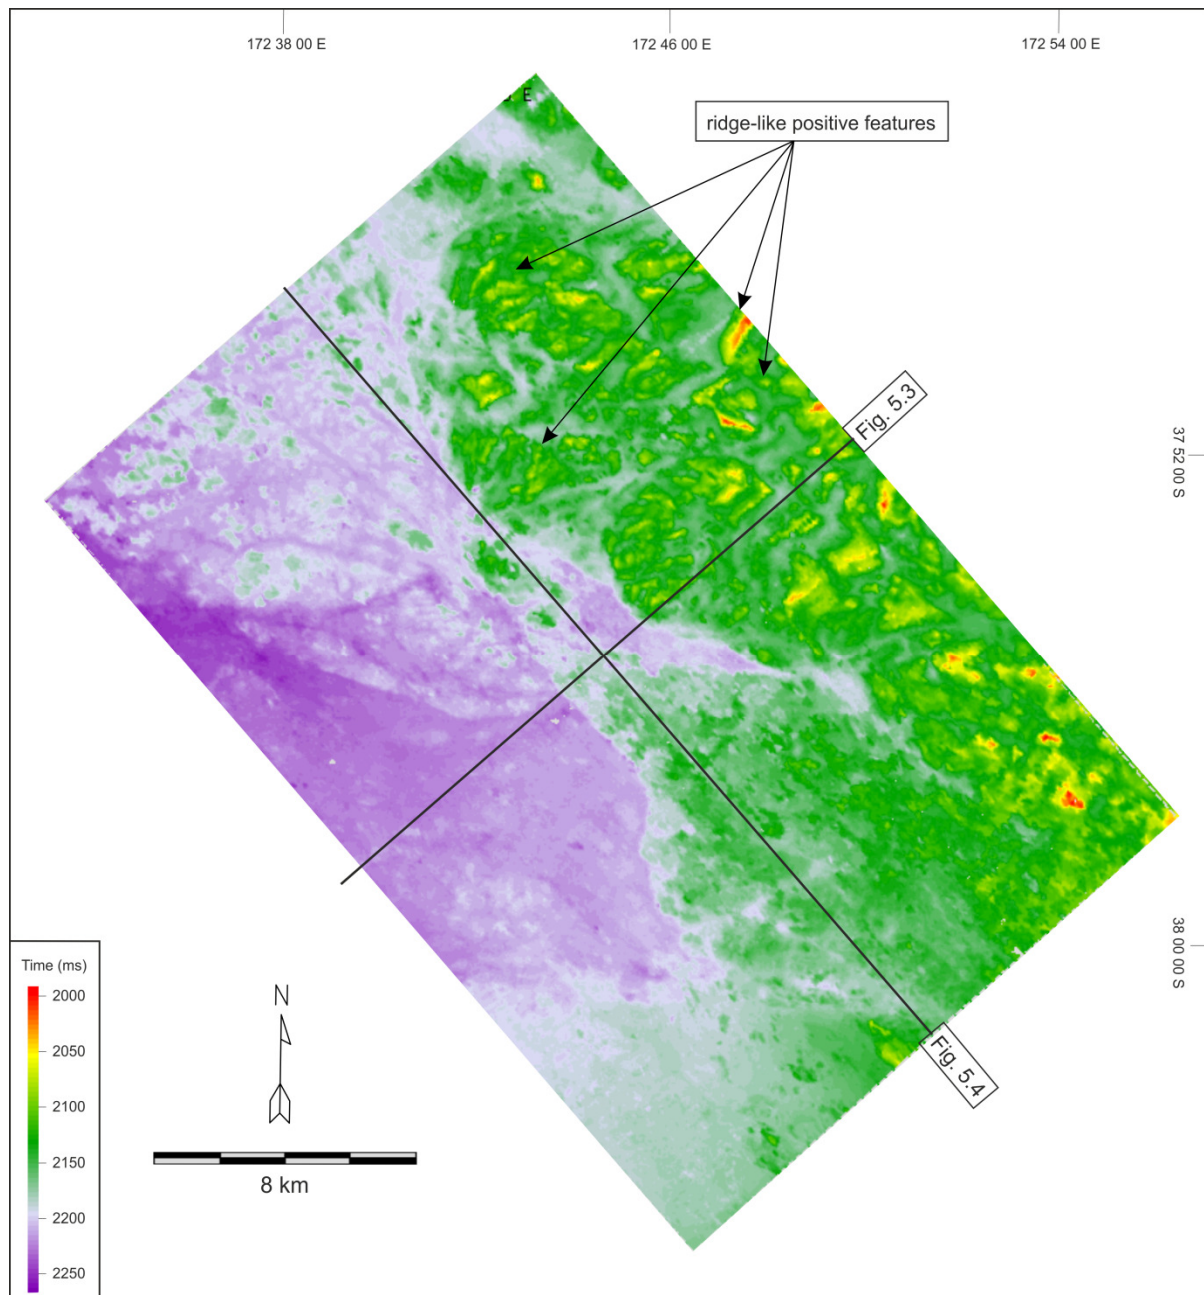 172 38 00 E
172 46 00 E
172 54 00 E
E
ridge-like positive features
Fig. 5.3
37 52 00 S
38 00 00 S
Time (ms)
2000
2050
2100
2150
2200
2250
N
8 km
Fig. 5.4